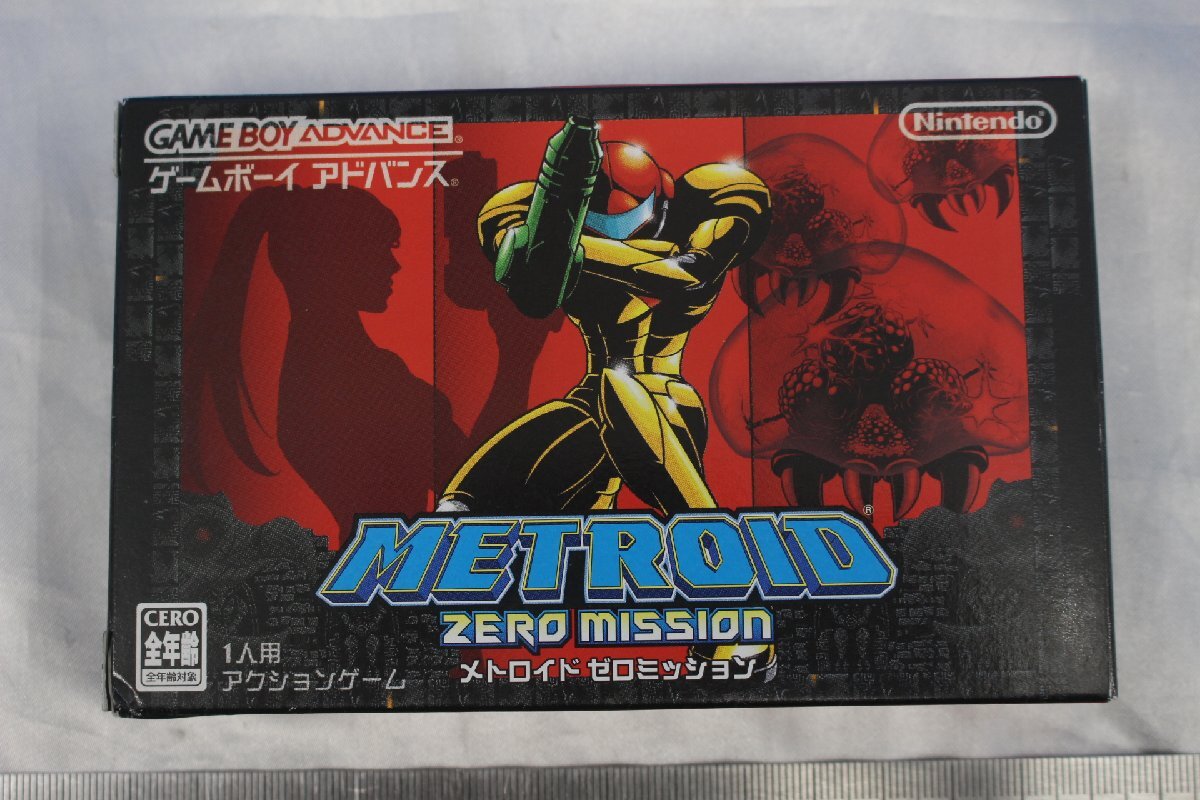 GAME BOY ADVANCE
ゲームボーイ アドバンス®
Nintendo®
METROID®
ZERO MISSION
メトロイド ゼロミッション
CERO
全年齢
全年齢対象
1人用
アクションゲーム